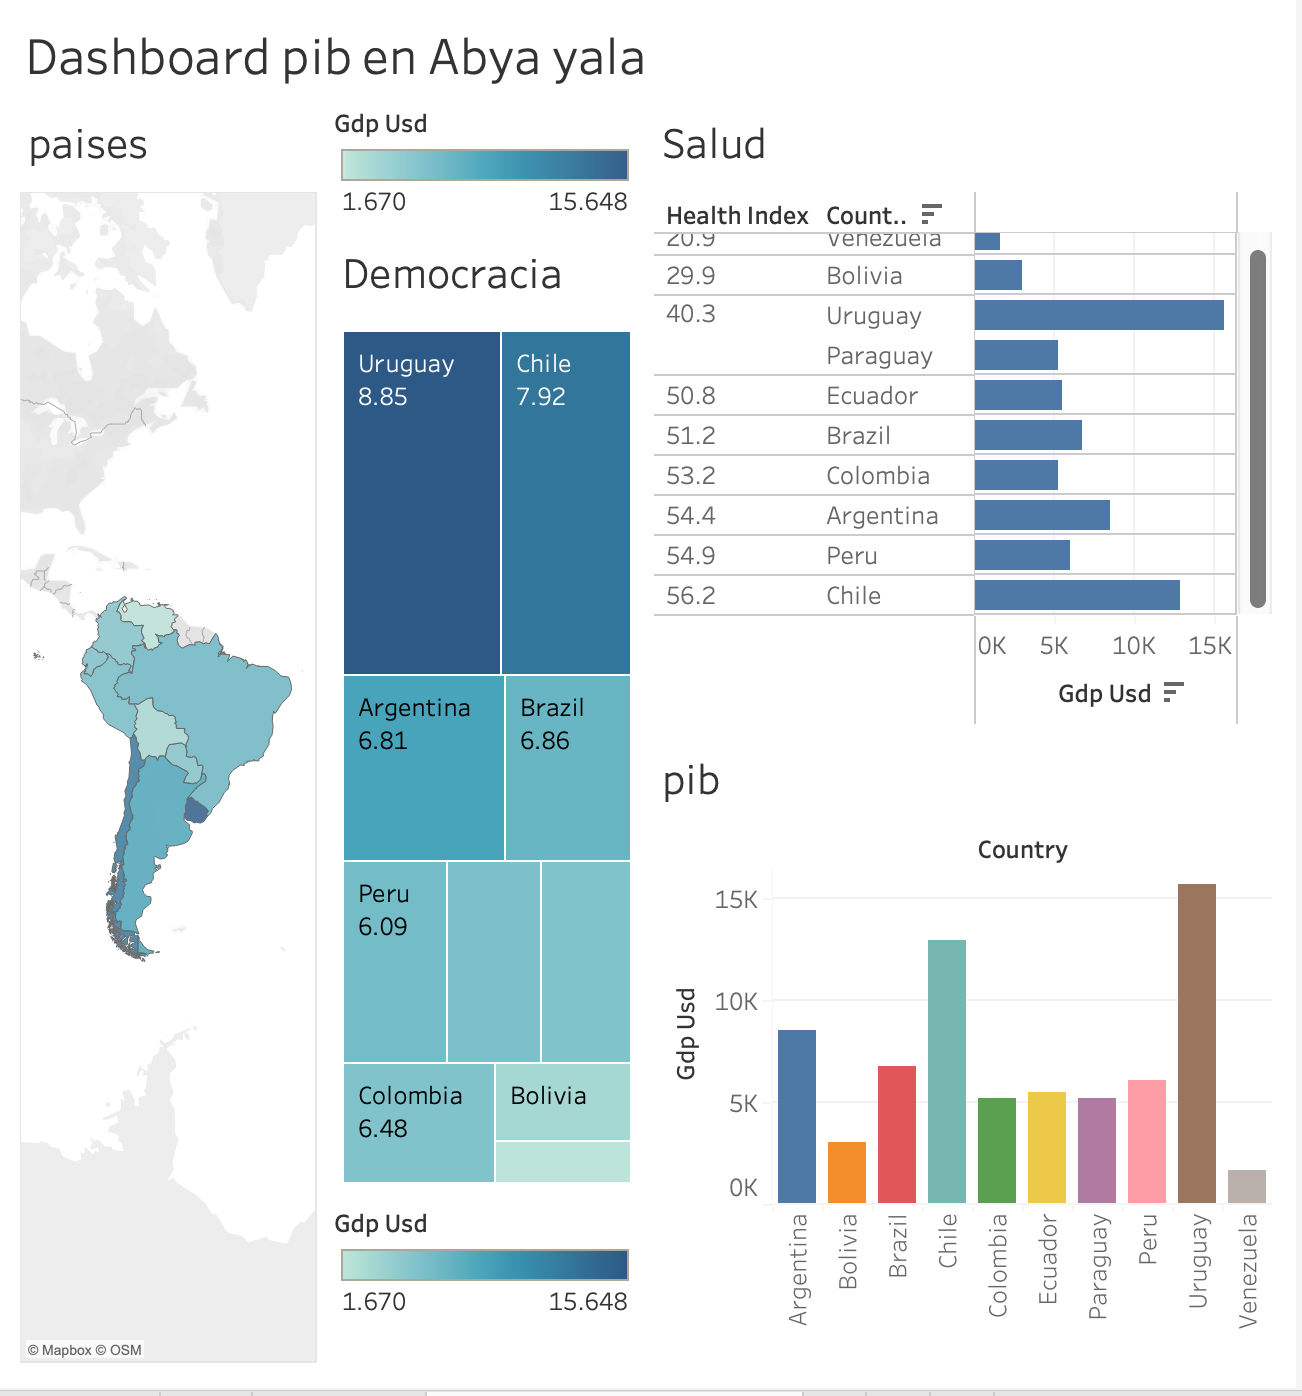 Dashboard pib en Abya yala
paises
Gdp Usd
1.670 15.648
Democracia
Uruguay
8.85
Chile
7.92
Argentina
6.81
Brazil
6.86
Peru
6.09
Colombia
6.48
Bolivia
Gdp Usd
1.670 15.648
© Mapbox © OSM
Salud
Health Index Count..
20.9 Venezuela
29.9 Bolivia
40.3 Uruguay
Paraguay
50.8 Ecuador
51.2 Brazil
53.2 Colombia
54.4 Argentina
54.9 Peru
56.2 Chile
0K 5K 10K 15K
Gdp Usd
pib
Country
Gdp Usd
15K
10K
5K
0K
Argentina
Bolivia
Brazil
Chile
Colombia
Ecuador
Paraguay
Peru
Uruguay
Venezuela